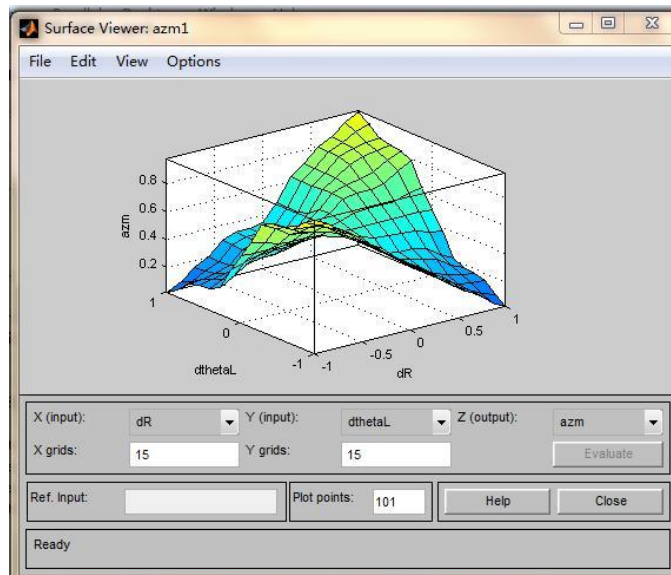 Surface Viewer: azm1
File Edit View Options
0.8
0.6
0.4
0.2
azm
1
0
-1
dthetaL
-1
-0.5
0
0.5
1
dR
X (input): dR Y (input): dthetaL Z (output): azm
X grids: 15 Y grids: 15 Evaluate
Ref. Input: Plot points: 101 Help Close
Ready